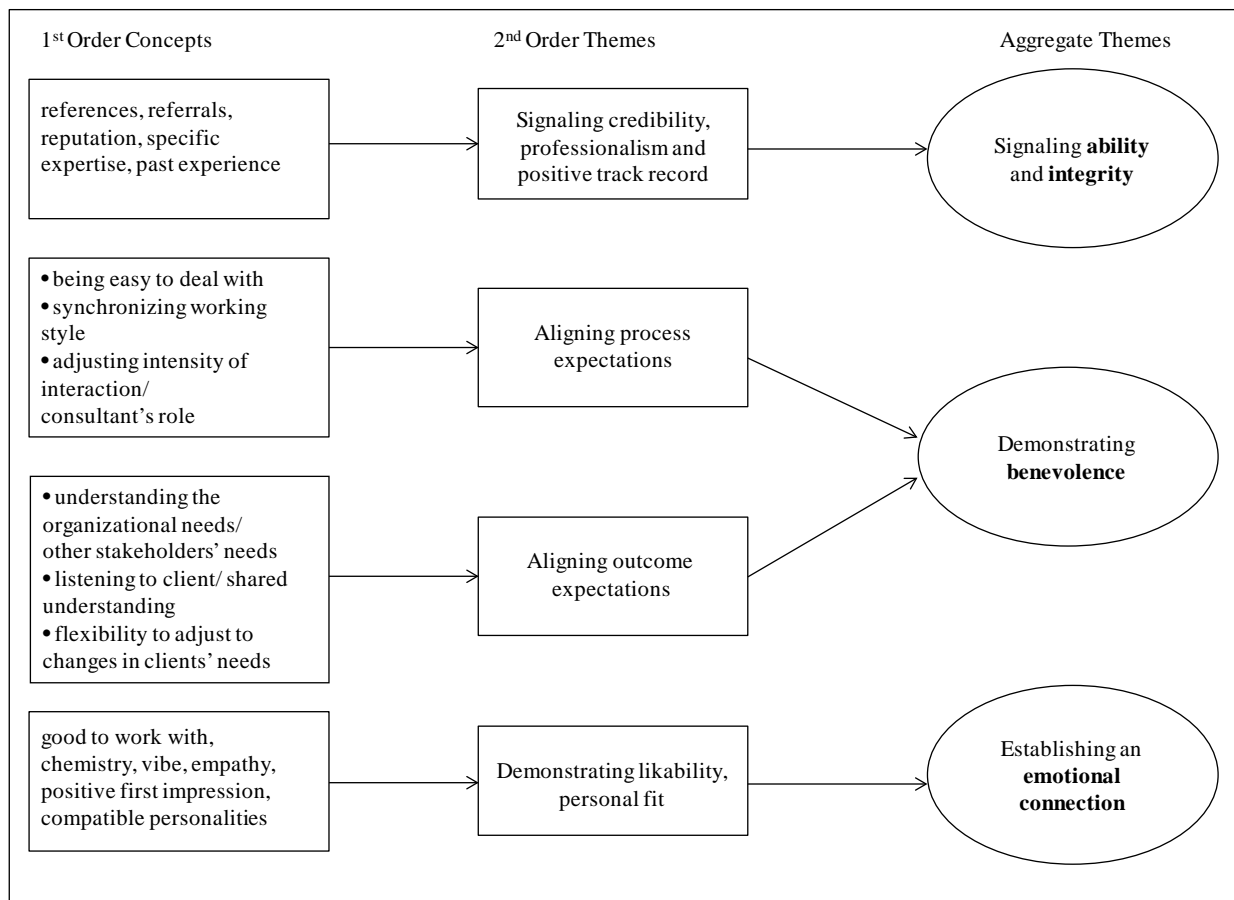 1st Order Concepts
2nd Order Themes
Aggregate Themes
references, referrals,
reputation, specific
expertise, past experience
Signaling credibility,
professionalism and
positive track record
Signaling ability
and integrity
• being easy to deal with
• synchronizing working
style
• adjusting intensity of
interaction/
consultant's role
Aligning process
expectations
Demonstrating
benevolence
• understanding the
organizational needs/
other stakeholders' needs
• listening to client/ shared
understanding
• flexibility to adjust to
changes in clients' needs
Aligning outcome
expectations
good to work with,
chemistry, vibe, empathy,
positive first impression,
compatible personalities
Demonstrating likability,
personal fit
Establishing an
emotional
connection